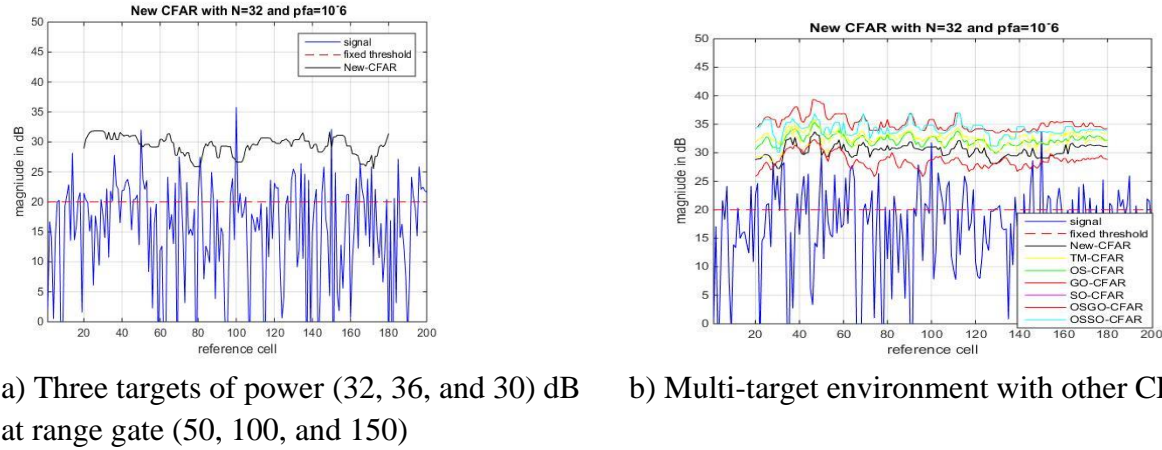 New CFAR with N=32 and pfa=10-6
50
45
40
35
30
25
20
15
10
5
0
magniude in dB
signal
fixed threshold
New-CFAR
20 40 60 80 100 120 140 160 180 200
reference cell
New CFAR with N=32 and pfa=10-6
50
45
40
35
30
25
20
15
10
5
0
magniude in dB
signal
fixed threshold
New-CFAR
TM-CFAR
OS-CFAR
GO-CFAR
SO-CFAR
OSGO-CFAR
OSSO-CFAR
20 40 60 80 100 120 140 160 180 200
reference cell
a) Three targets of power (32, 36, and 30) dB
at range gate (50, 100, and 150)
b) Multi-target environment with other